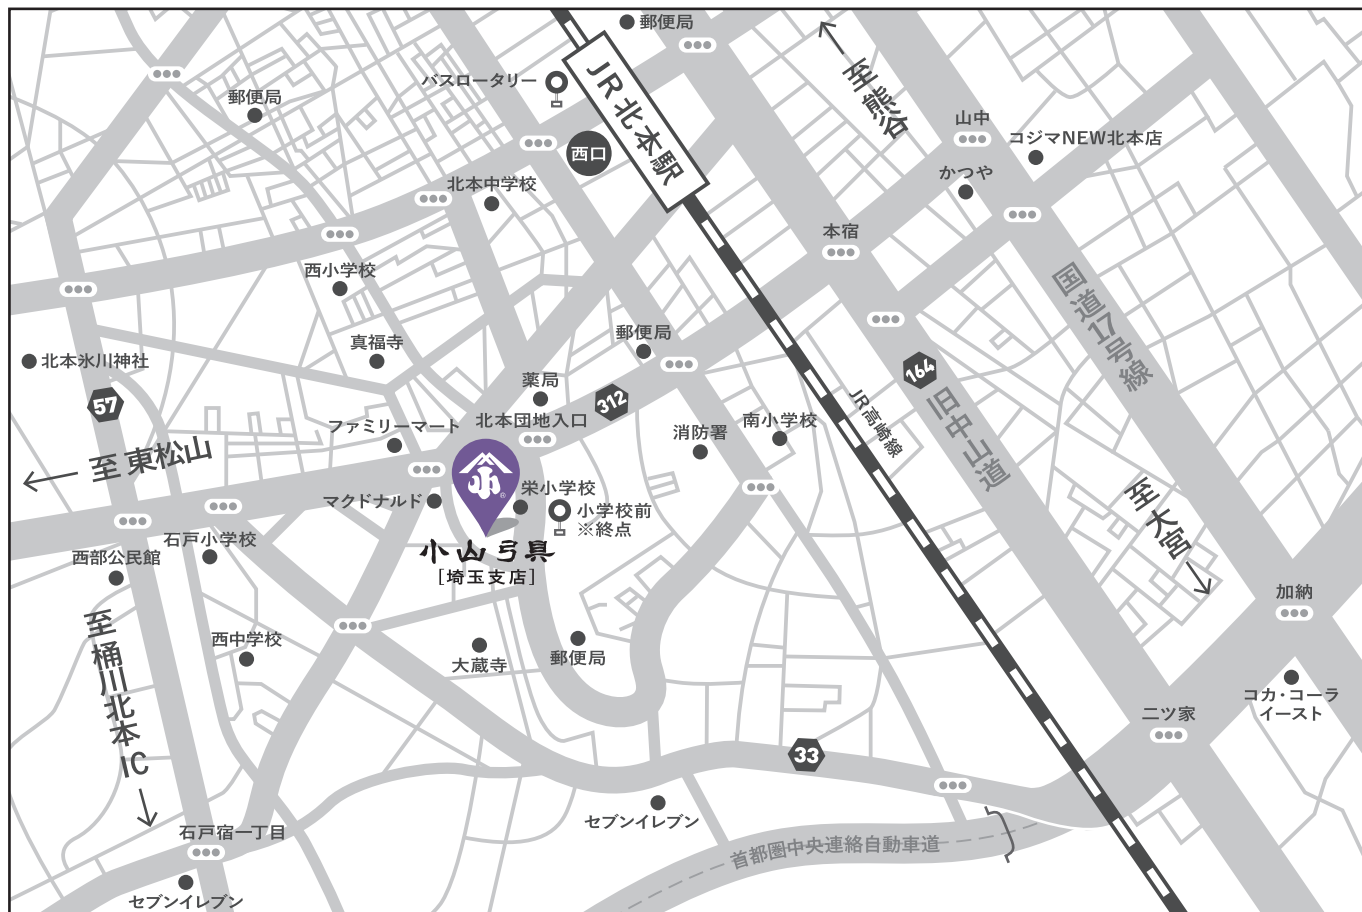 郵便局
バスロータリー
JR北本駅
西口
至熊谷
山中
コジマNEW北本店
かつや
郵便局
北本中学校
本宿
西小学校
国道17号線
真福寺
郵便局
北本氷川神社
57
薬局
312
164
旧中山道
JR高崎線
ファミリーマート
北本団地入口
消防署
南小学校
至 東松山
小
®
マクドナルド
栄小学校
小学校前
※終点
小山弓具
[埼玉支店]
至大宮
石戸小学校
西部公民館
加納
至桶川北本IC
西中学校
大蔵寺
郵便局
コカ・コーラ
イースト
二ツ家
33
セブンイレブン
石戸宿一丁目
首都圏中央連絡自動車道
セブンイレブン